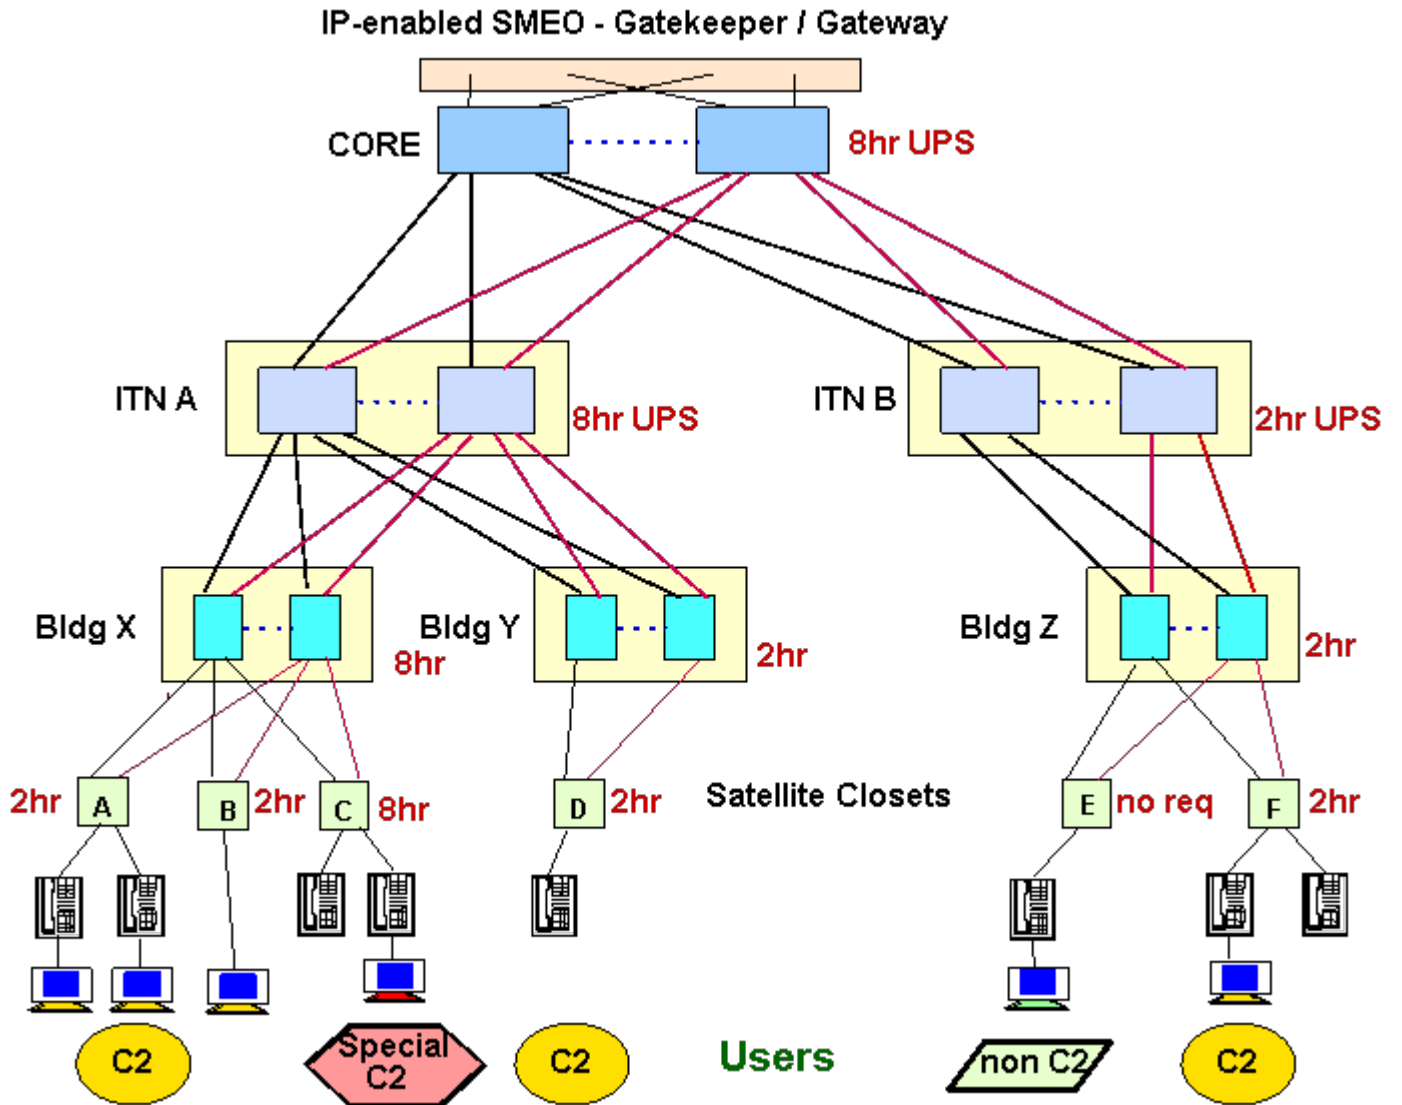 IP-enabled SMEO - Gatekeeper / Gateway
CORE
8hr UPS
ITN A
8hr UPS
ITN B
2hr UPS
Bldg X
8hr
Bldg Y
2hr
Bldg Z
2hr
2hr
A
B
2hr
C
8hr
D
2hr
Satellite Closets
E
no req
F
2hr
C2
Special
C2
C2
Users
non C2
C2